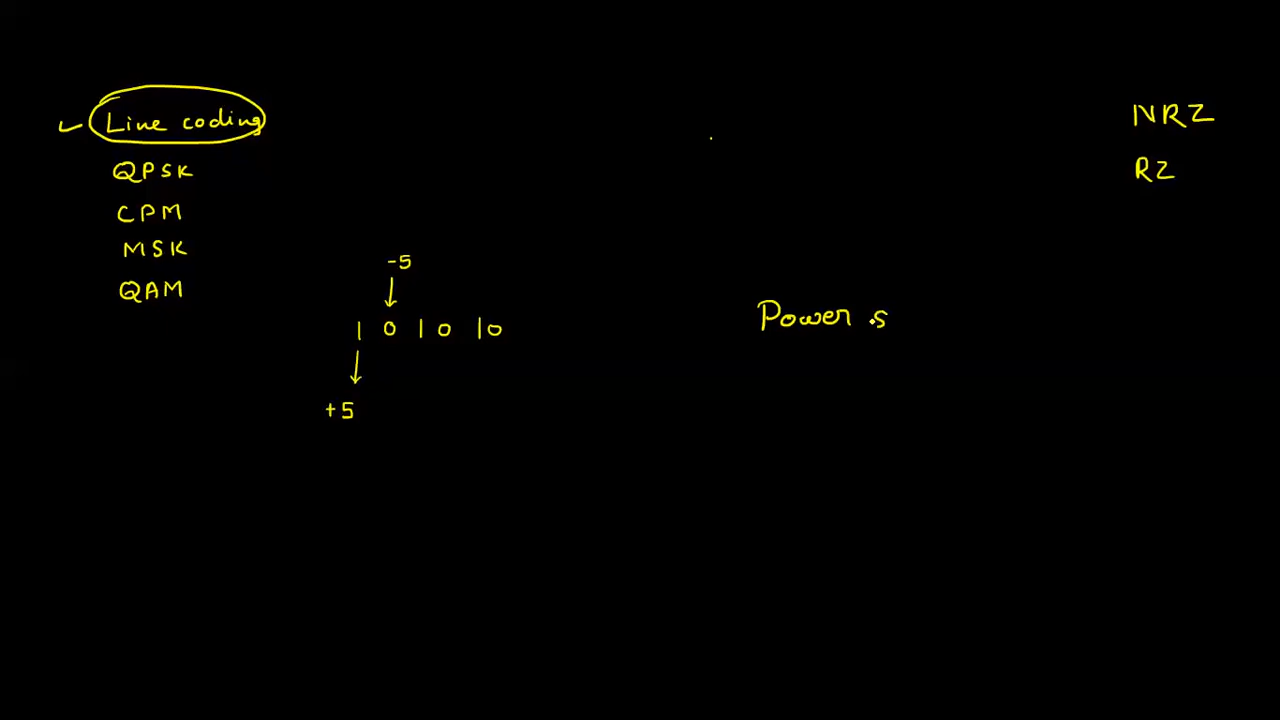 Line coding
QPSK
CPM
MSK
QAM
-5
1 0 1 0 1 0
+5
Power s
NRZ
RZ